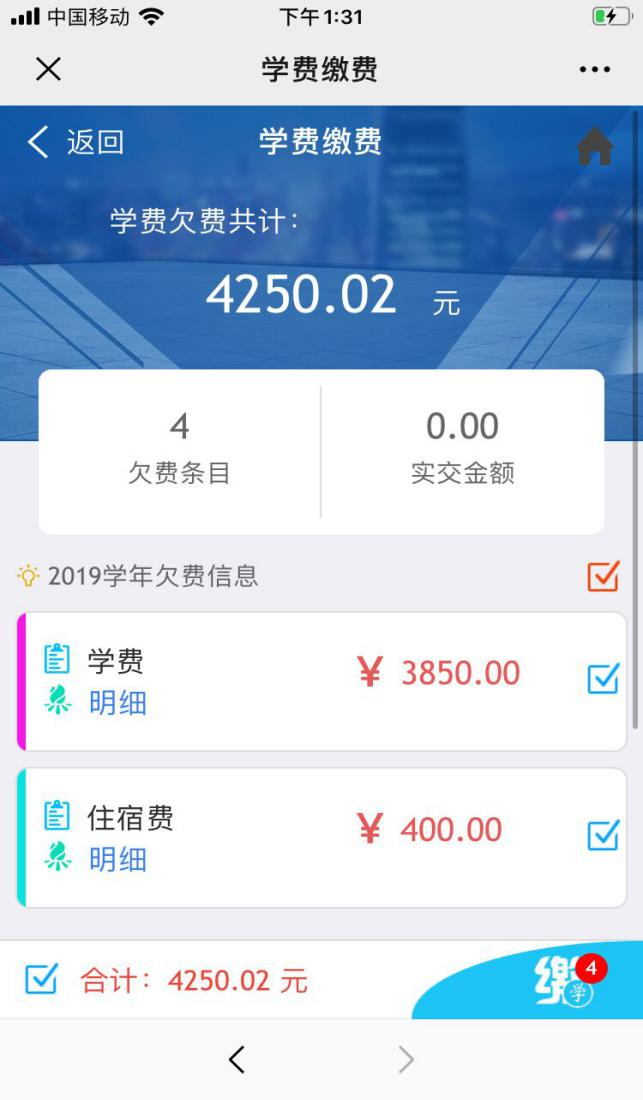 中国移动 下午1:31
学费缴费
返回 学费缴费
学费欠费共计：
4250.02 元
4 0.00
欠费条目 实交金额
2019学年欠费信息
学费 ¥ 3850.00
明细
住宿费 ¥ 400.00
明细
合计：4250.02 元
缴 4
学